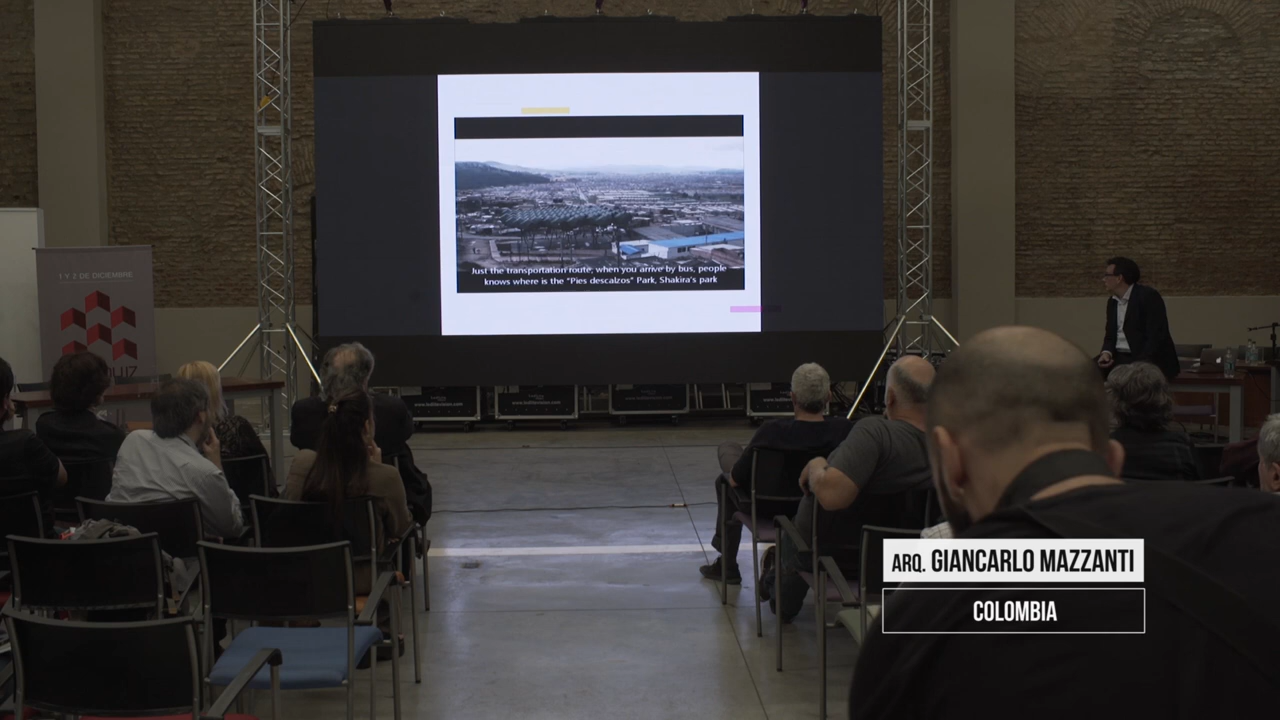 Just the transportation route, when you arrive by bus, people
knows where is the "Pies descalzos" Park, Shakira's park
1 Y 2 DE DICIEMBRE
ARQ. GIANCARLO MAZZANTI
COLOMBIA